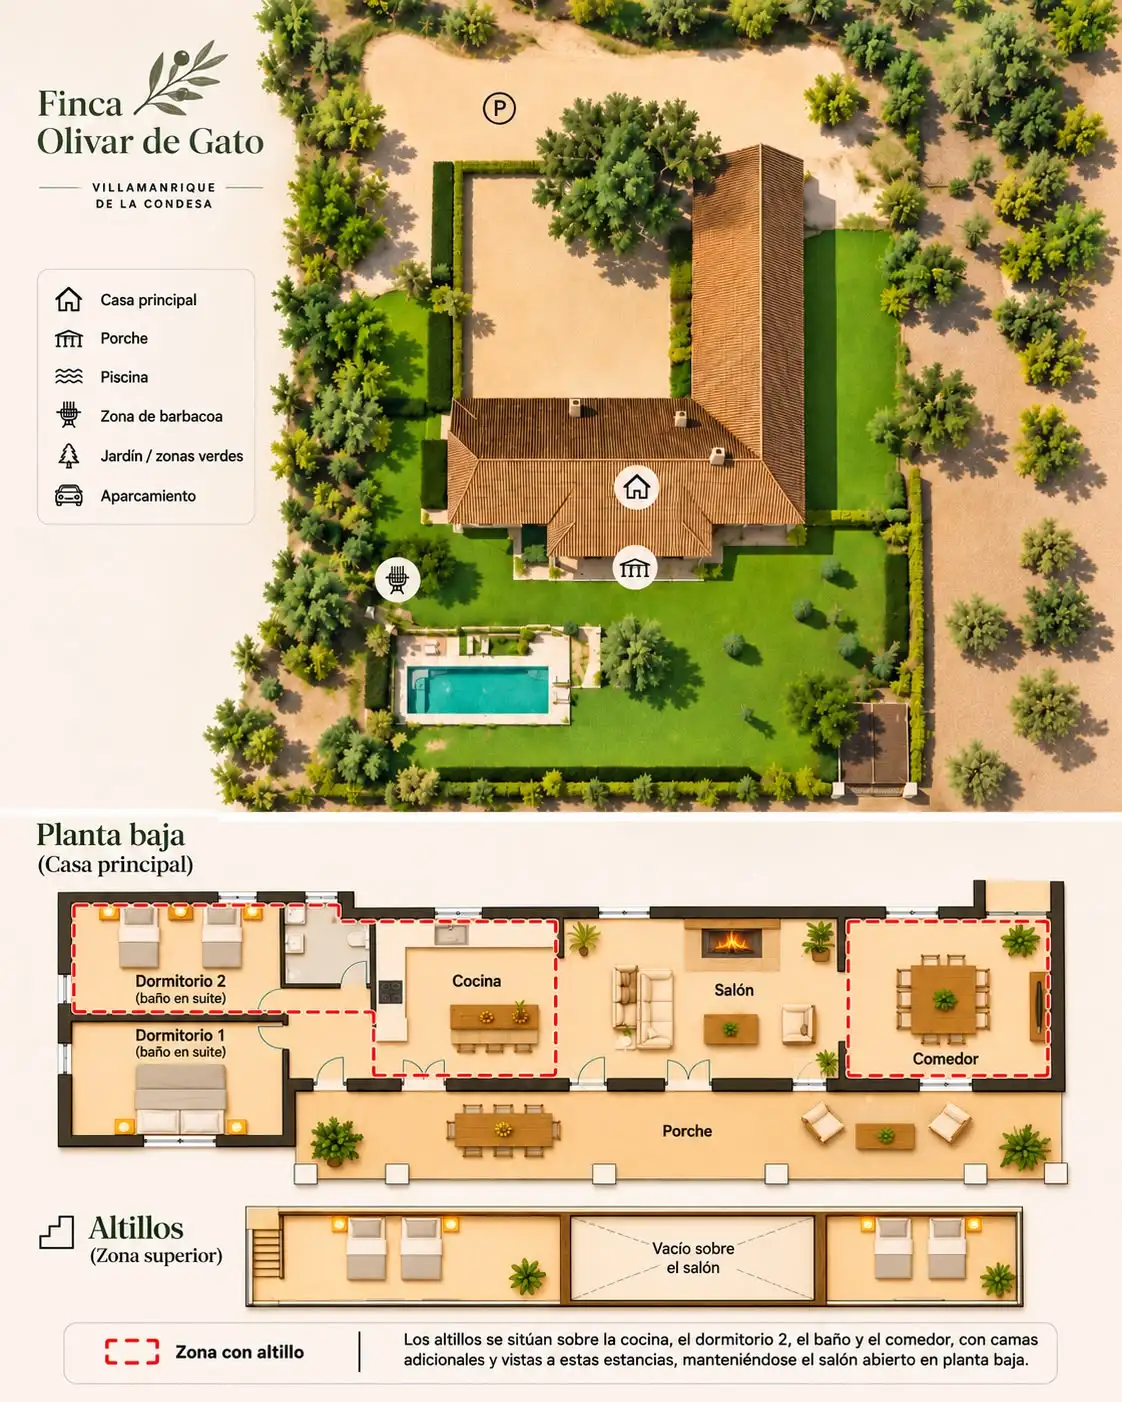 Finca
Olivar de Gato
VILLAMANRIQUE
DE LA CONDESA
Casa principal
Porche
Piscina
Zona de barbacoa
Jardín / zonas verdes
Aparcamiento
P
Planta baja
(Casa principal)
Dormitorio 2
(baño en suite)
Dormitorio 1
(baño en suite)
Cocina
Salón
Comedor
Porche
Altillos
(Zona superior)
Vacío sobre
el salón
Zona con altillo
Los altillos se sitúan sobre la cocina, el dormitorio 2, el baño y el comedor, con camas
adicionales y vistas a estas estancias, manteniéndose el salón abierto en planta baja.